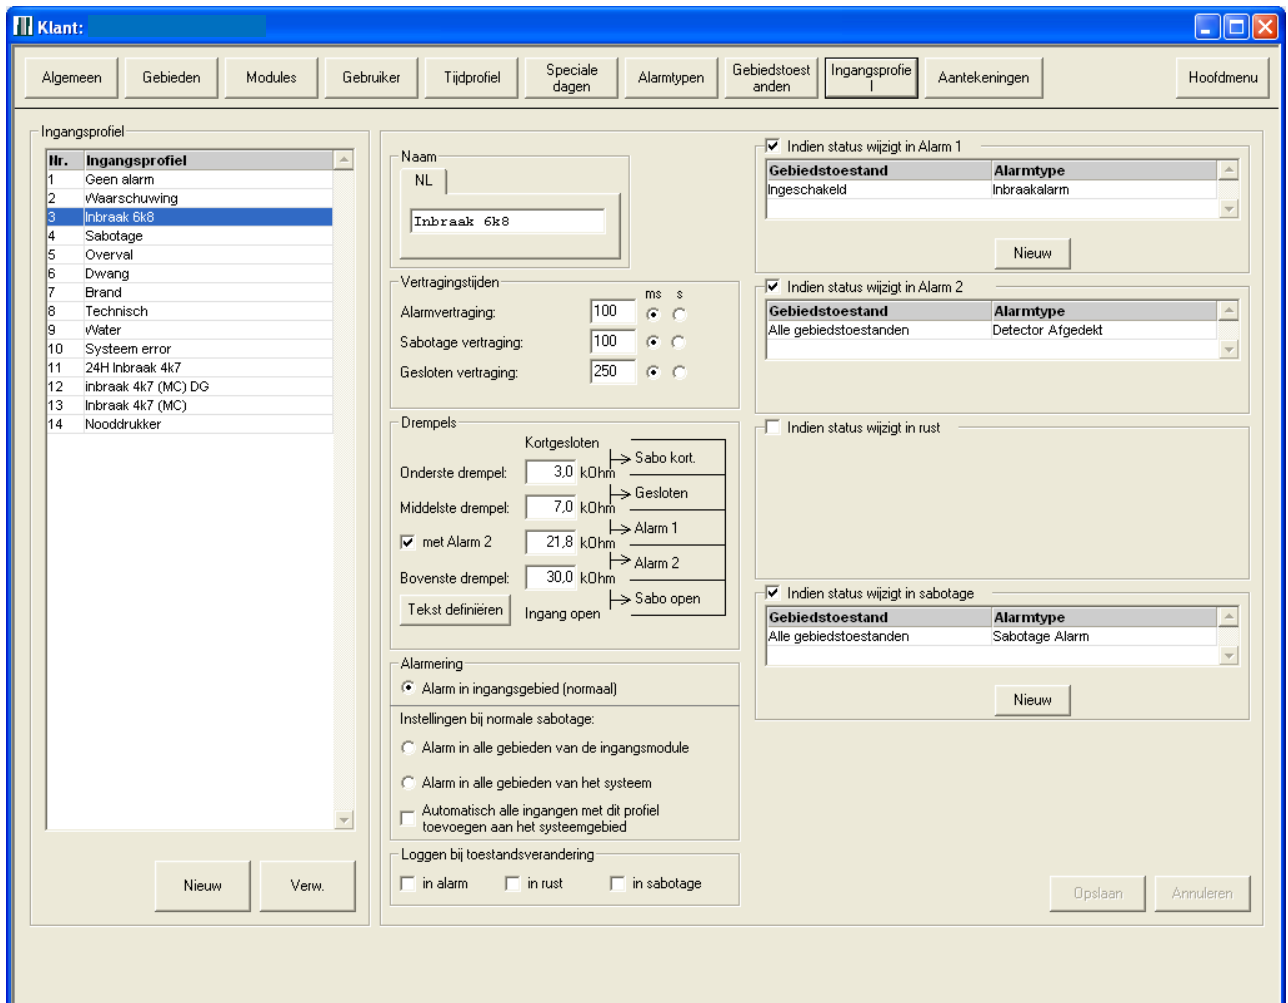 Klant:
Algemeen
Gebieden
Modules
Gebruiker
Tijdprofiel
Speciale
dagen
Alarmtypen
Gebiedstoest
anden
Ingangsprofie
l
Aantekeningen
Hoofdmenu
Ingangsprofiel
Nr. Ingangsprofiel
1 Geen alarm
2 Waarschuwing
3 Inbraak 6k8
4 Sabotage
5 Overval
6 Dwang
7 Brand
8 Technisch
9 Water
10 Systeem error
11 24H Inbraak 4k7
12 inbraak 4k7 (MC) DG
13 Inbraak 4k7 (MC)
14 Nooddrukker
Nieuw
Verw.
Naam
NL
Inbraak 6k8
Vertragingstijden
ms s
Alarmvertraging: 100
Sabotage vertraging: 100
Gesloten vertraging: 250
Drempels
Kortgesloten
Sabo kort.
Onderste drempel: 3,0 kOhm
Gesloten
Middelste drempel: 7,0 kOhm
Alarm 1
met Alarm 2 21,8 kOhm
Alarm 2
Bovenste drempel: 30,0 kOhm
Sabo open
Tekst definiëren
Ingang open
Alarmering
Alarm in ingangsgebied (normaal)
Instellingen bij normale sabotage:
Alarm in alle gebieden van de ingangsmodule
Alarm in alle gebieden van het systeem
Automatisch alle ingangen met dit profiel
toevoegen aan het systeemgebied
Loggen bij toestandsverandering
in alarm
in rust
in sabotage
Indien status wijzigt in Alarm 1
Gebiedstoestand Alarmtype
Ingeschakeld Inbraakalarm
Nieuw
Indien status wijzigt in Alarm 2
Gebiedstoestand Alarmtype
Alle gebiedstoestanden Detector Afgedekt
Indien status wijzigt in rust
Indien status wijzigt in sabotage
Gebiedstoestand Alarmtype
Alle gebiedstoestanden Sabotage Alarm
Nieuw
Opslaan
Annuleren